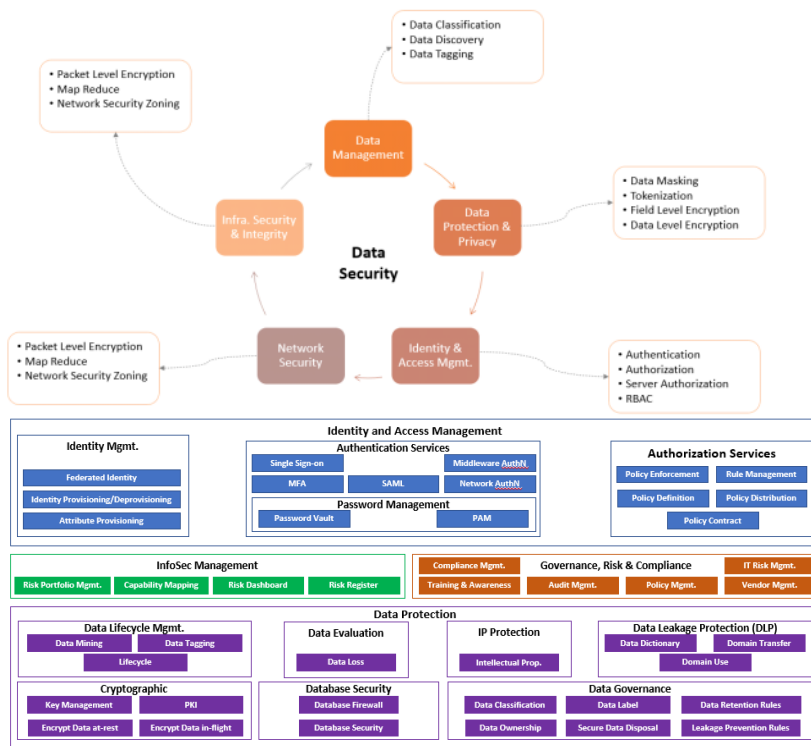 • Data Classification
• Data Discovery
• Data Tagging
• Packet Level Encryption
• Map Reduce
• Network Security Zoning
Data
Management
Infra. Security
& Integrity
Data
Protection &
Privacy
• Data Masking
• Tokenization
• Field Level Encryption
• Data Level Encryption
Data
Security
• Packet Level Encryption
• Map Reduce
• Network Security Zoning
Network
Security
Identity &
Access Mgmt.
• Authentication
• Authorization
• Server Authorization
• RBAC
Identity and Access Management
Identity Mgmt.
Federated Identity
Identity Provisioning/Deprovisioning
Attribute Provisioning
Authentication Services
Single Sign-on
Middleware AuthN
MFA
SAML
Network AuthN
Password Management
Password Vault
PAM
Authorization Services
Policy Enforcement
Rule Management
Policy Definition
Policy Distribution
Policy Contract
InfoSec Management
Risk Portfolio Mgmt.
Capability Mapping
Risk Dashboard
Risk Register
Governance, Risk & Compliance
Compliance Mgmt.
IT Risk Mgmt.
Training & Awareness
Audit Mgmt.
Policy Mgmt.
Vendor Mgmt.
Data Protection
Data Lifecycle Mgmt.
Data Mining
Data Tagging
Lifecycle
Data Evaluation
Data Loss
IP Protection
Intellectual Prop.
Data Leakage Protection (DLP)
Data Dictionary
Domain Transfer
Domain Use
Cryptographic
Key Management
PKI
Encrypt Data at-rest
Encrypt Data in-flight
Database Security
Database Firewall
Database Security
Data Governance
Data Classification
Data Label
Data Retention Rules
Data Ownership
Secure Data Disposal
Leakage Prevention Rules